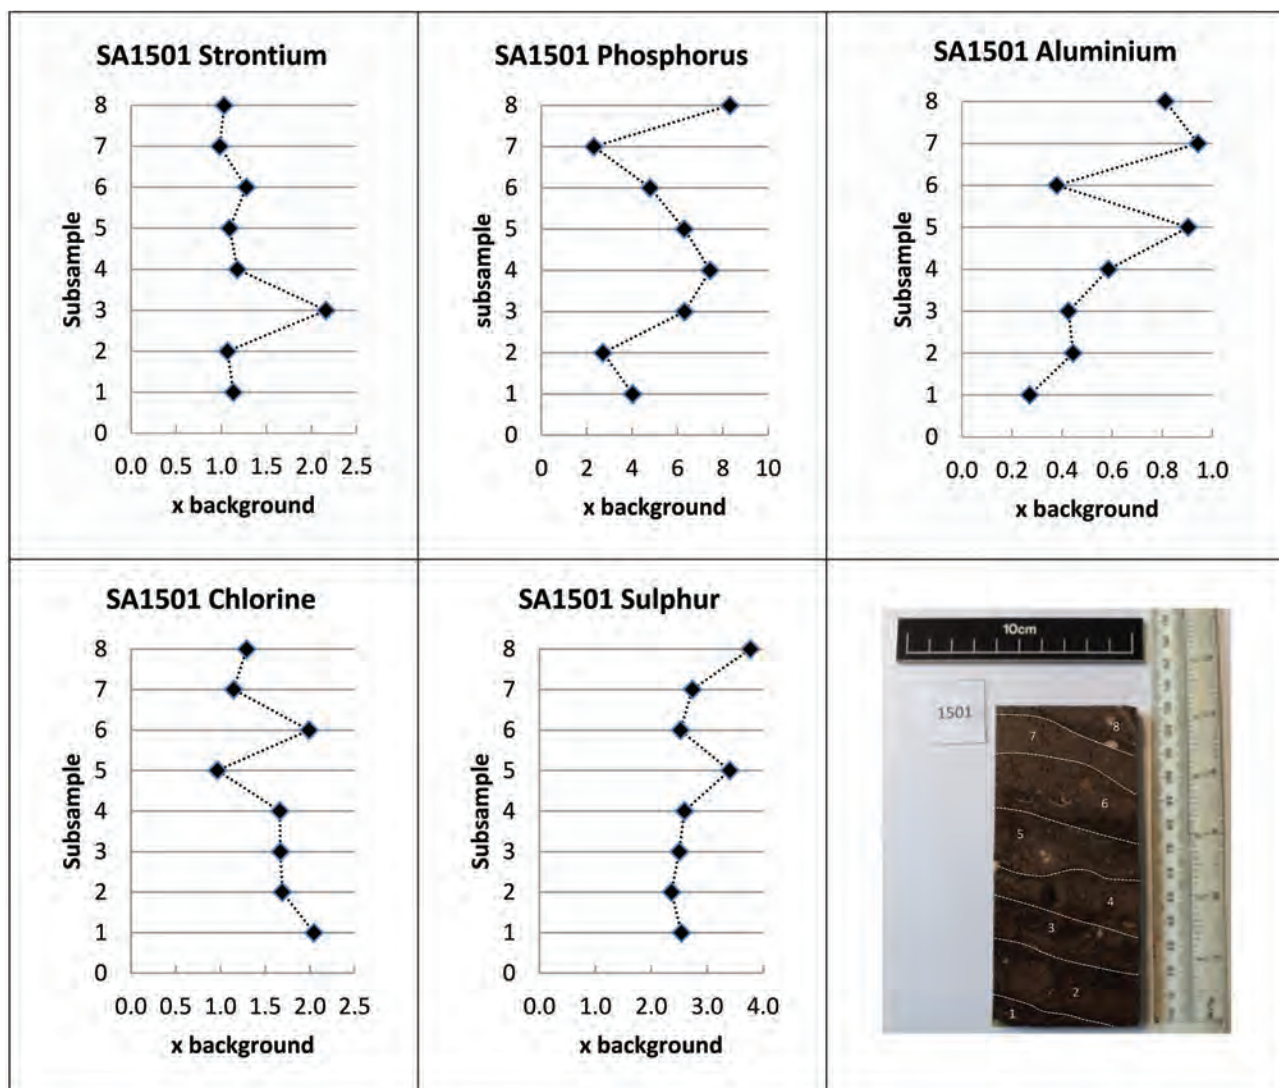 SA1501 Strontium
8
7
6
5
4
3
2
1
0
Subsample
0.0 0.5 1.0 1.5 2.0 2.5
x background
SA1501 Phosphorus
8
7
6
5
4
3
2
1
0
subsample
0 2 4 6 8 10
x background
SA1501 Aluminium
8
7
6
5
4
3
2
1
0
Subsample
0.0 0.2 0.4 0.6 0.8 1.0
x background
SA1501 Chlorine
8
7
6
5
4
3
2
1
0
Subsample
0.0 0.5 1.0 1.5 2.0 2.5
x background
SA1501 Sulphur
8
7
6
5
4
3
2
1
0
Subsample
0.0 1.0 2.0 3.0 4.0
x background
10cm
1501
8
7
6
5
4
3
2
1